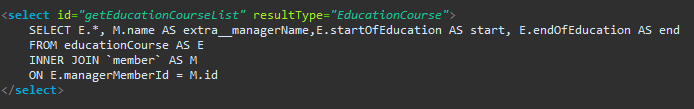 <select id="getEducationCourseList" resultType="EducationCourse">
SELECT E.*, M.name AS extra__managerName,E.startOfEducation AS start, E.endOfEducation AS end
FROM educationCourse AS E
INNER JOIN `member` AS M
ON E.managerMemberId = M.id
</select>